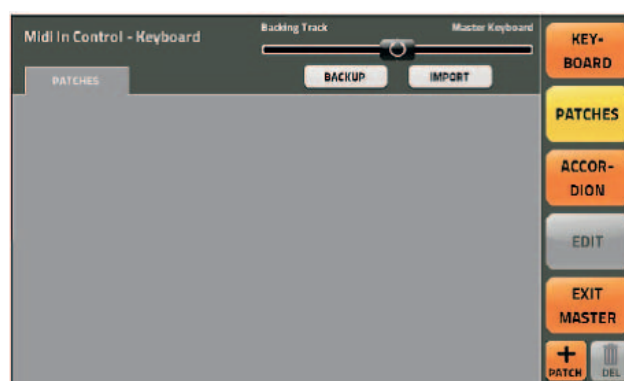 Midi In Control - Keyboard
Backing Track
Master Keyboard
BACKUP
IMPORT
PATCHES
KEY-
BOARD
PATCHES
ACCOR-
DION
EDIT
EXIT
MASTER
+
PATCH
DEL